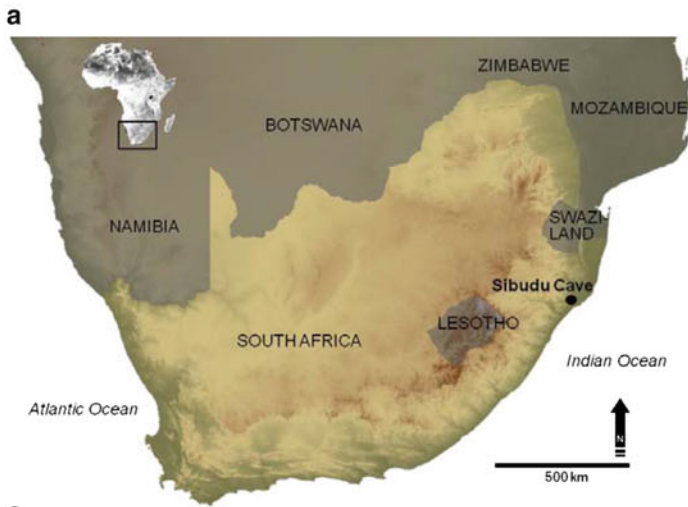 a
ZIMBABWE
MOZAMBIQUE
BOTSWANA
NAMIBIA
SWAZI-
LAND
Sibudu Cave
LESOTHO
SOUTH AFRICA
Indian Ocean
Atlantic Ocean
N
500 km